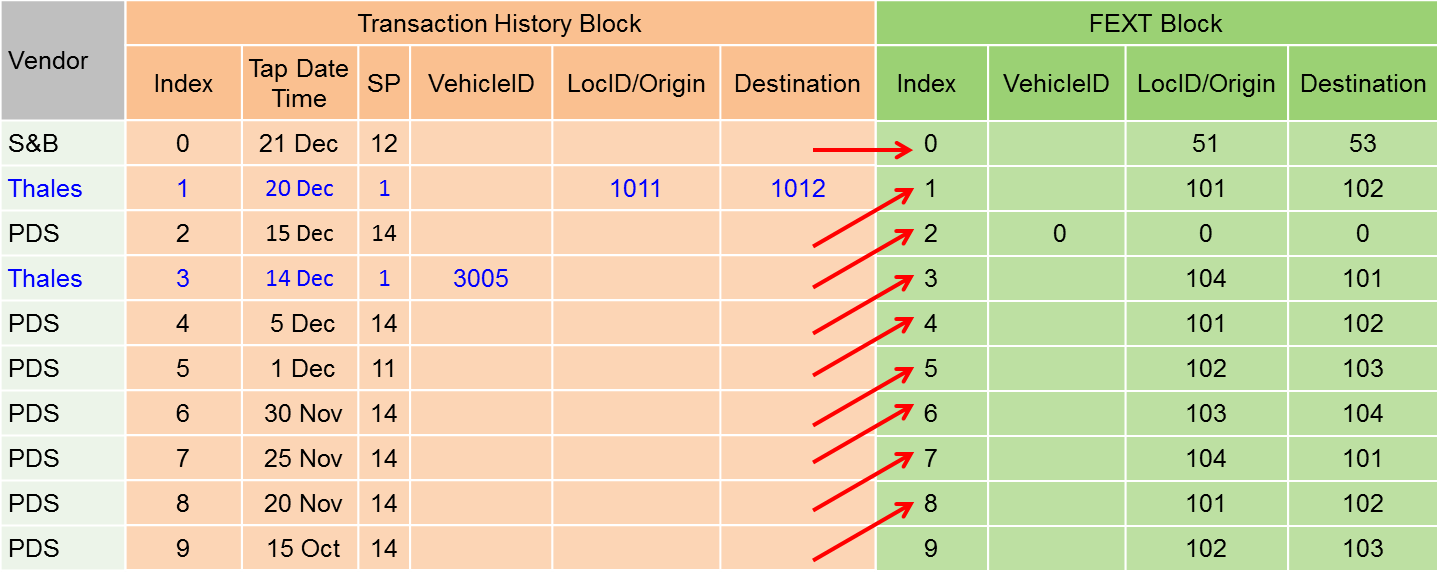 Vendor Transaction History Block FEXT Block
Index Tap Date Time SP VehicleID LocID/Origin Destination Index VehicleID LocID/Origin Destination
S&B 0 21 Dec 12 0 51 53
Thales 1 20 Dec 1 1011 1012 1 101 102
PDS 2 15 Dec 14 2 0 0 0
Thales 3 14 Dec 1 3005 3 104 101
PDS 4 5 Dec 14 4 101 102
PDS 5 1 Dec 11 5 102 103
PDS 6 30 Nov 14 6 103 104
PDS 7 25 Nov 14 7 104 101
PDS 8 20 Nov 14 8 101 102
PDS 9 15 Oct 14 9 102 103